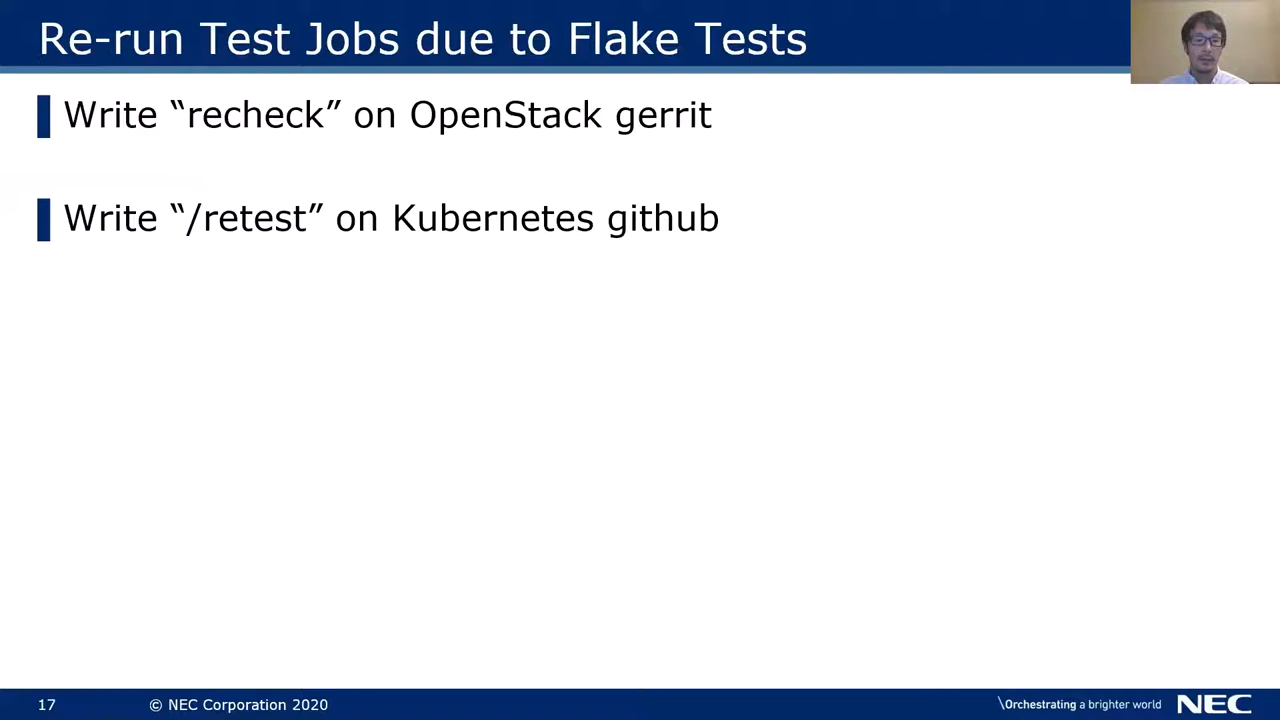 Re-run Test Jobs due to Flake Tests
Write “recheck” on OpenStack gerrit
Write “/retest” on Kubernetes github
17
© NEC Corporation 2020
\Orchestrating a brighter world
NEC